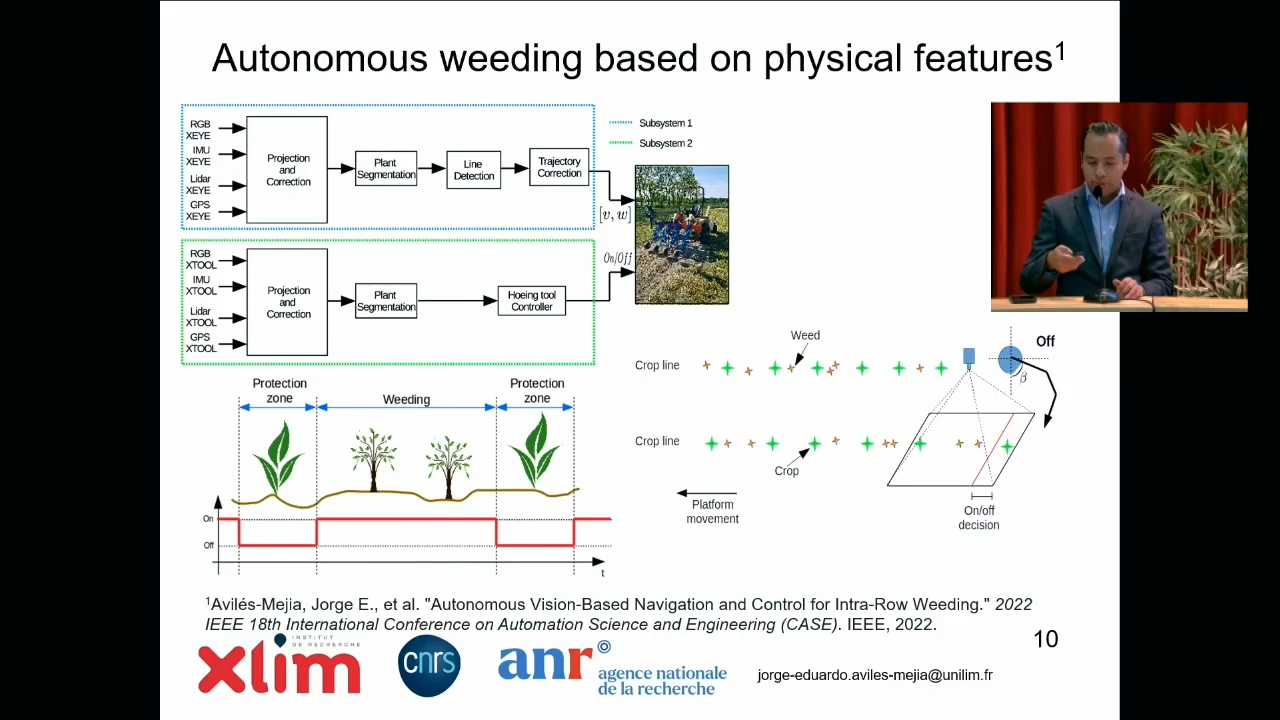 Autonomous weeding based on physical features¹
RGB
XEYE
IMU
XEYE
Lidar
XEYE
GPS
XEYE
Projection
and
Correction
Plant
Segmentation
Line
Detection
Trajectory
Correction
Subsystem 1
Subsystem 2
[v, w]
RGB
XTOOL
IMU
XTOOL
Lidar
XTOOL
GPS
XTOOL
Projection
and
Correction
Plant
Segmentation
Hoeing tool
Controller
On/Off
Protection
zone
Weeding
Protection
zone
On
Off
t
Weed
Crop line
Off
β
Crop line
Crop
Platform
movement
On/off
decision
¹Avilés-Mejia, Jorge E., et al. "Autonomous Vision-Based Navigation and Control for Intra-Row Weeding." 2022
IEEE 18th International Conference on Automation Science and Engineering (CASE). IEEE, 2022.
10
INSTITUT
DE RECHERCHE
xlim
cnrs
anr
agence nationale
de la recherche
jorge-eduardo.aviles-mejia@unilim.fr